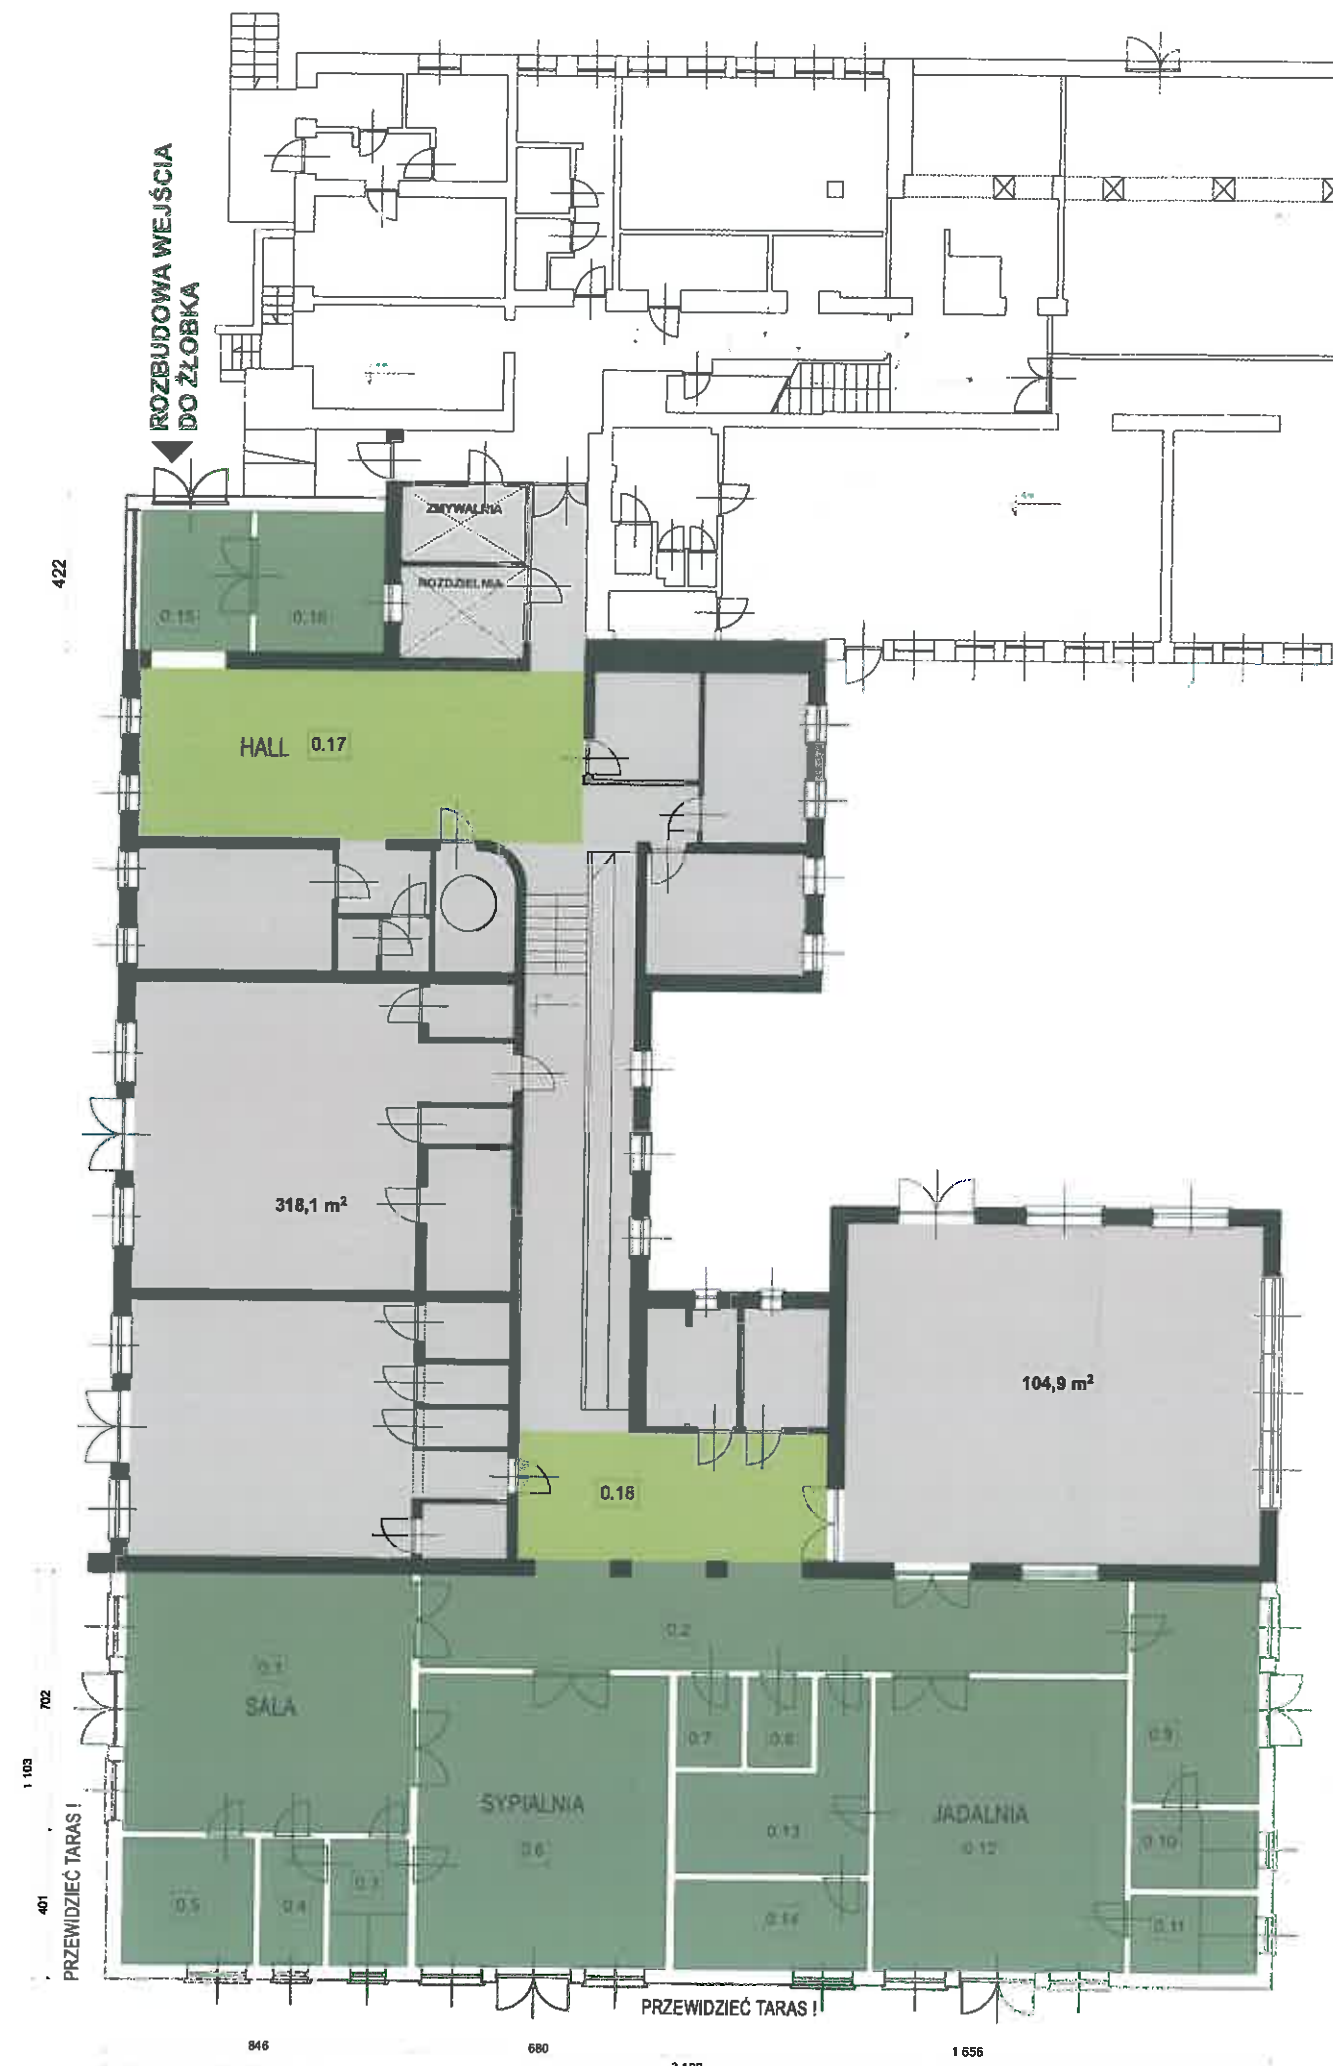 ROZBUDOWA WEJŚCIA
DO ŻŁOBKA
422
ZMYWALNIA
ROZDZIELNIA
0.15
0.16
HALL 0.17
318,1 m²
104,9 m²
0.18
0.2
0.1
SALA
702
1 103
0.7
0.8
0.9
SYPIALNIA
0.6
JADALNIA
0.12
0.13
0.10
PRZEWIDZIEĆ TARAS !
401
0.5
0.4
0.3
0.14
0.11
PRZEWIDZIEĆ TARAS !
846
680
1 656